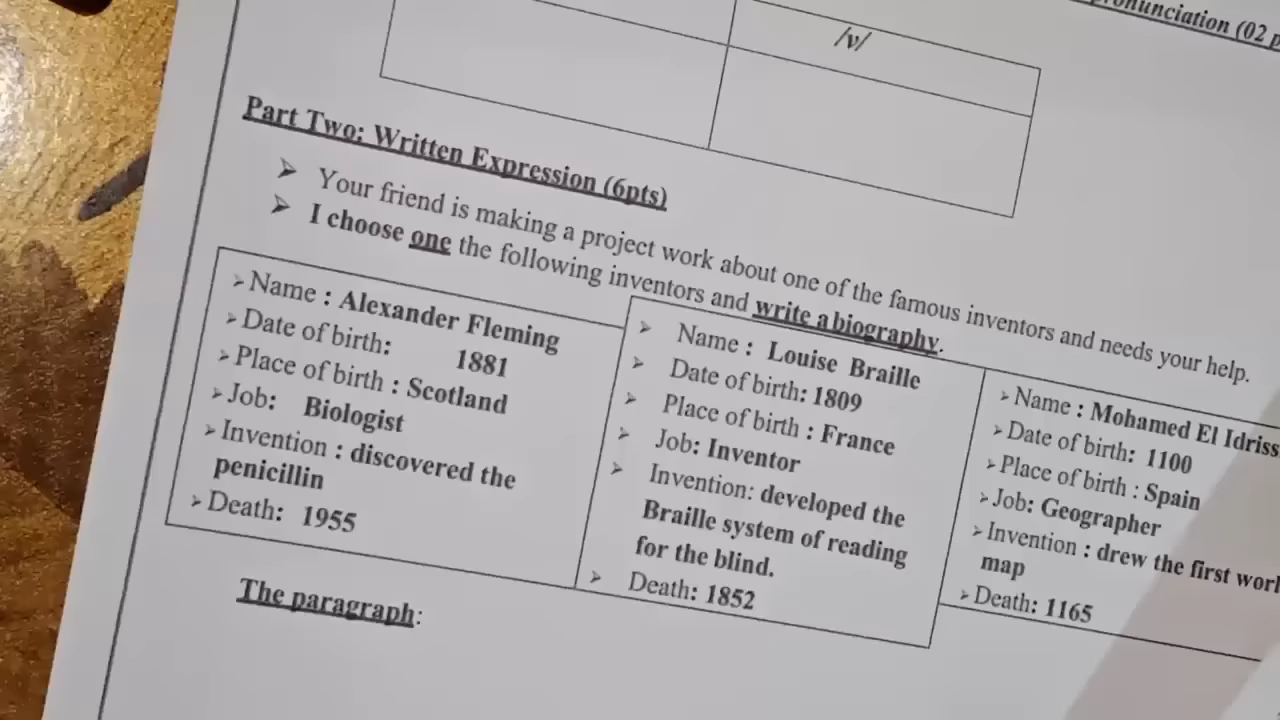 pronunciation (02 p
/v/
Part Two: Written Expression (6pts)
➢ Your friend is making a project work about one of the famous inventors and needs your help.
➢ I choose one the following inventors and write a biography.
➢ Name : Alexander Fleming
➢ Date of birth: 1881
➢ Place of birth : Scotland
➢ Job: Biologist
➢ Invention : discovered the
penicillin
➢ Death: 1955
➢ Name : Louise Braille
➢ Date of birth: 1809
➢ Place of birth : France
➢ Job: Inventor
➢ Invention: developed the
Braille system of reading
for the blind.
➢ Death: 1852
➢ Name : Mohamed El Idriss
➢ Date of birth: 1100
➢ Place of birth : Spain
➢ Job: Geographer
➢ Invention : drew the first worl
map
➢ Death: 1165
The paragraph: